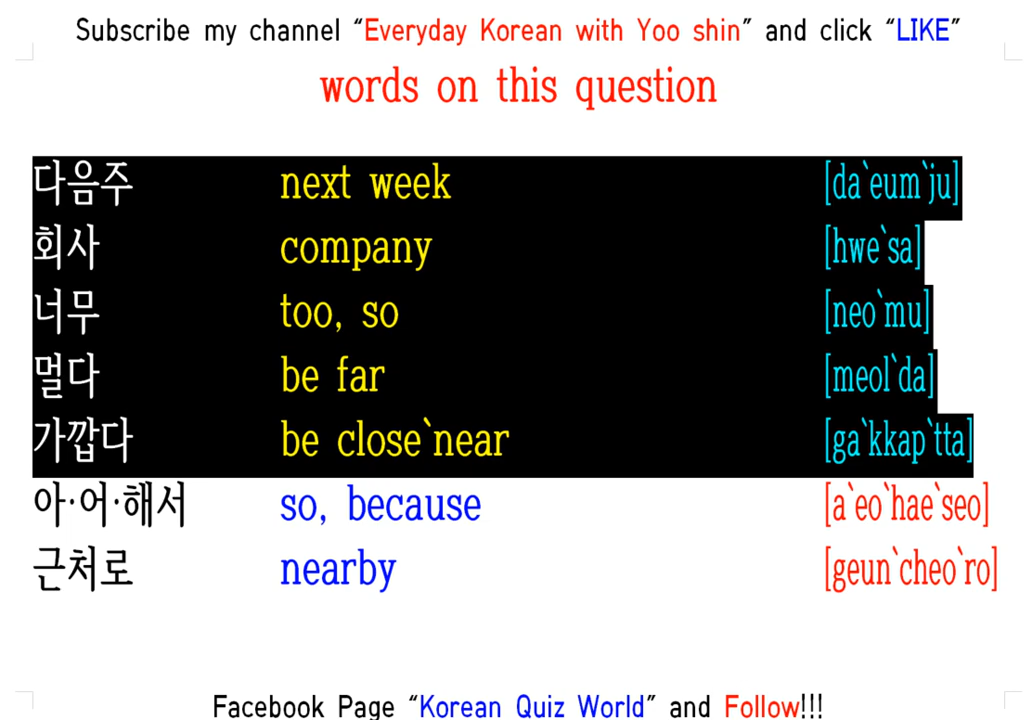 Subscribe my channel “Everyday Korean with Yoo shin” and click “LIKE”
words on this question
다음주 next week [da`eum`ju]
회사 company [hwe`sa]
너무 too, so [neo`mu]
멀다 be far [meol`da]
가깝다 be close`near [ga`kkap`tta]
아·어·해서 so, because [a`eo`hae`seo]
근처로 nearby [geun`cheo`ro]
Facebook Page “Korean Quiz World” and Follow!!!